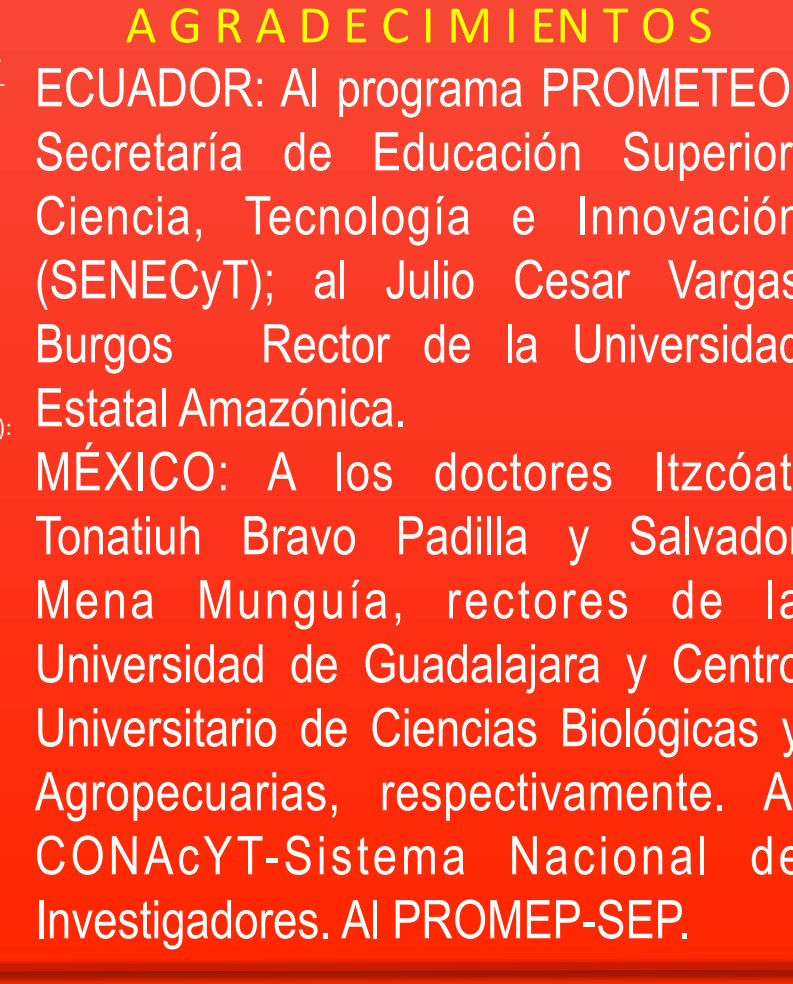 AGRADECIMIENTOS
ECUADOR: Al programa PROMETEO
Secretaría de Educación Superior
Ciencia, Tecnología e Innovación
(SENECyT); al Julio Cesar Vargas
Burgos Rector de la Universidad
Estatal Amazónica.
):
MÉXICO: A los doctores Itzcóat
Tonatiuh Bravo Padilla y Salvador
Mena Munguía, rectores de la
Universidad de Guadalajara y Centro
Universitario de Ciencias Biológicas y
Agropecuarias, respectivamente. Al
CONAcYT-Sistema Nacional de
Investigadores. Al PROMEP-SEP.